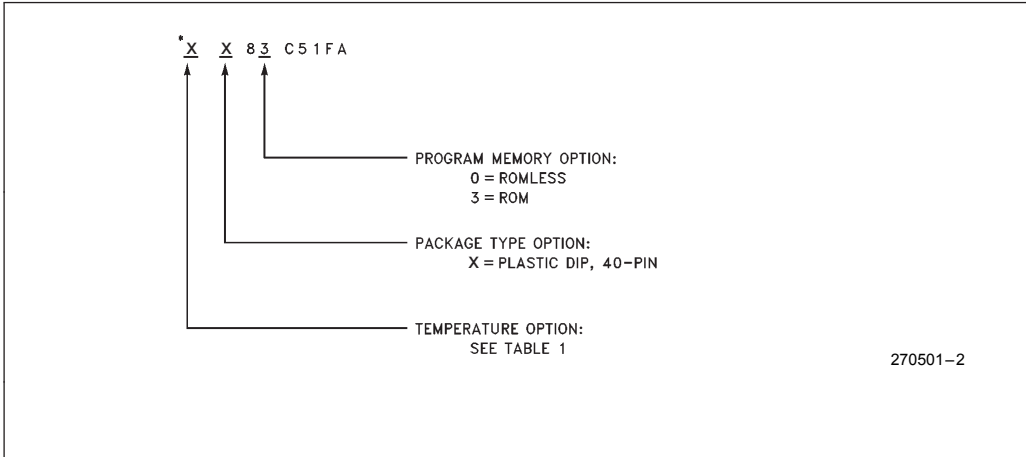 *X X 83 C51FA
PROGRAM MEMORY OPTION:
0 = ROMLESS
3 = ROM
PACKAGE TYPE OPTION:
X = PLASTIC DIP, 40-PIN
TEMPERATURE OPTION:
SEE TABLE 1
270501–2